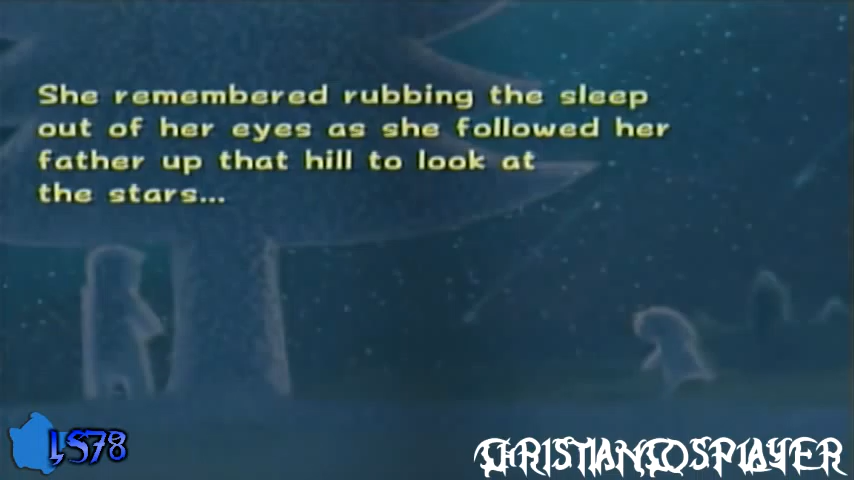 She remembered rubbing the sleep
out of her eyes as she followed her
father up that hill to look at
the stars...
LS78
CHRISTIANCOSPLAYER